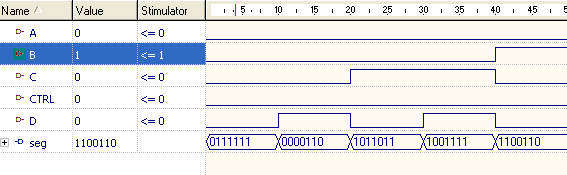 Name Value Stimulator 5 10 15 20 25 30 35 40 45
A 0 <= 0
B 1 <= 1
C 0 <= 0
CTRL 0 <= 0
D 0 <= 0
seg 1100110 0111111 0000110 1011011 1001111 1100110